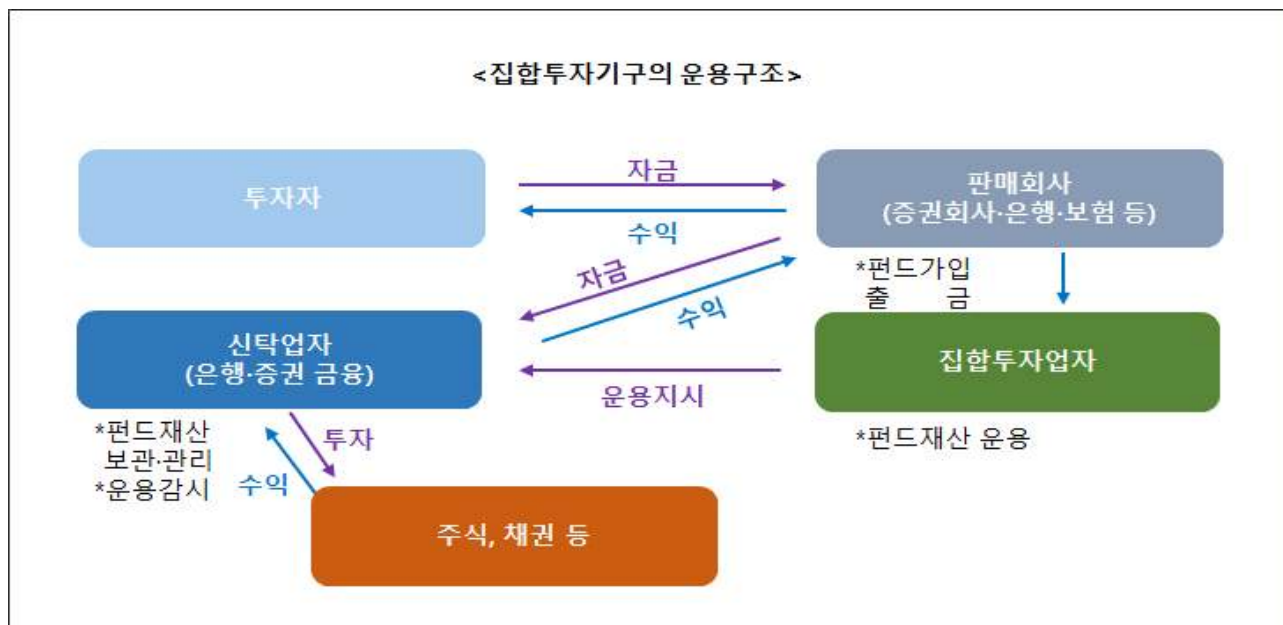 <집합투자기구의 운용구조>
투자자
자금
수익
판매회사
(증권회사·은행·보험 등)
*펀드가입
출 금
자금
수익
신탁업자
(은행·증권 금융)
운용지시
집합투자업자
*펀드재산
보관·관리
*운용감시
투자
수익
*펀드재산 운용
주식, 채권 등